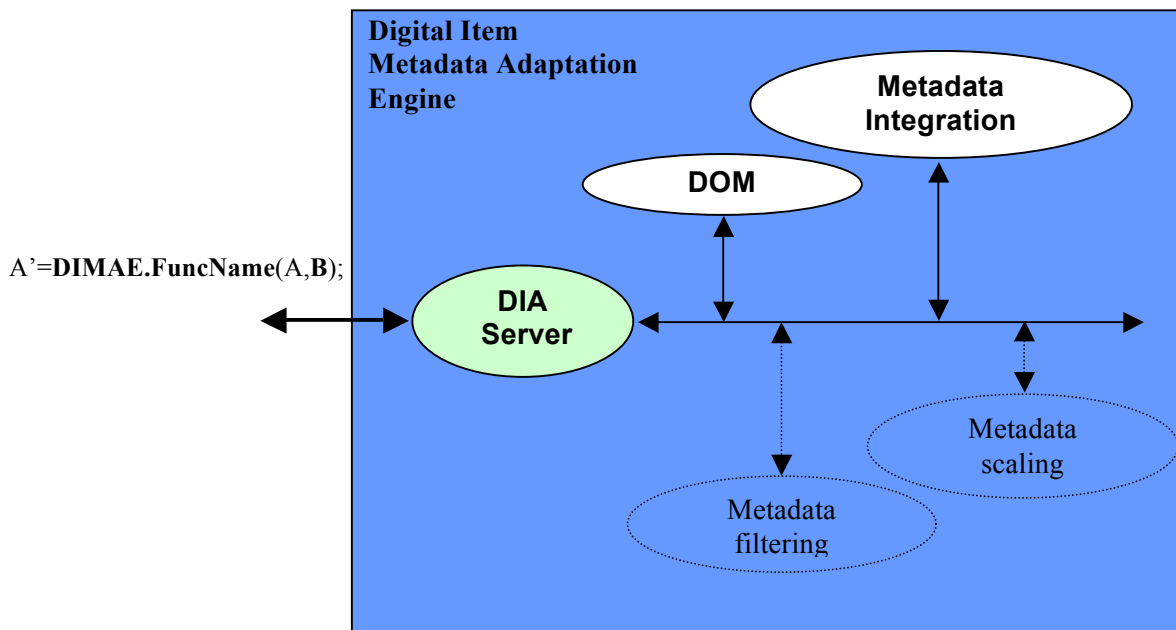 Digital Item
Metadata Adaptation
Engine
Metadata
Integration
DOM
A’=DIMAE.FuncName(A,B);
DIA
Server
Metadata
scaling
Metadata
filtering